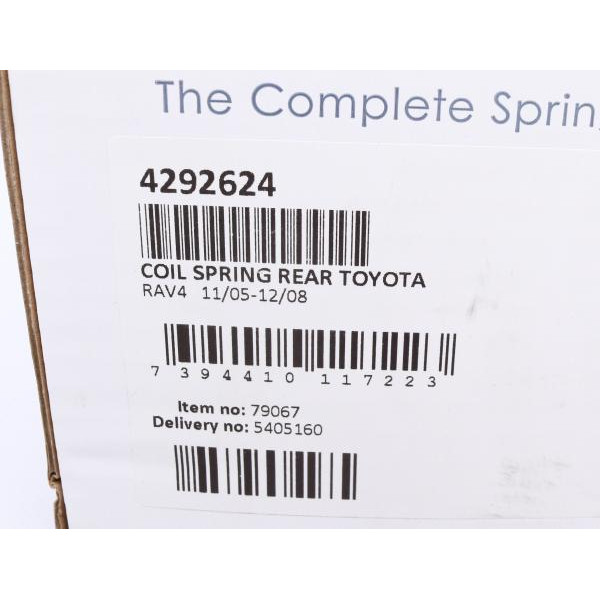 The Complete Spring
4292624
COIL SPRING REAR TOYOTA
RAV4 11/05-12/08
7 394410 117223
Item no: 79067
Delivery no: 5405160